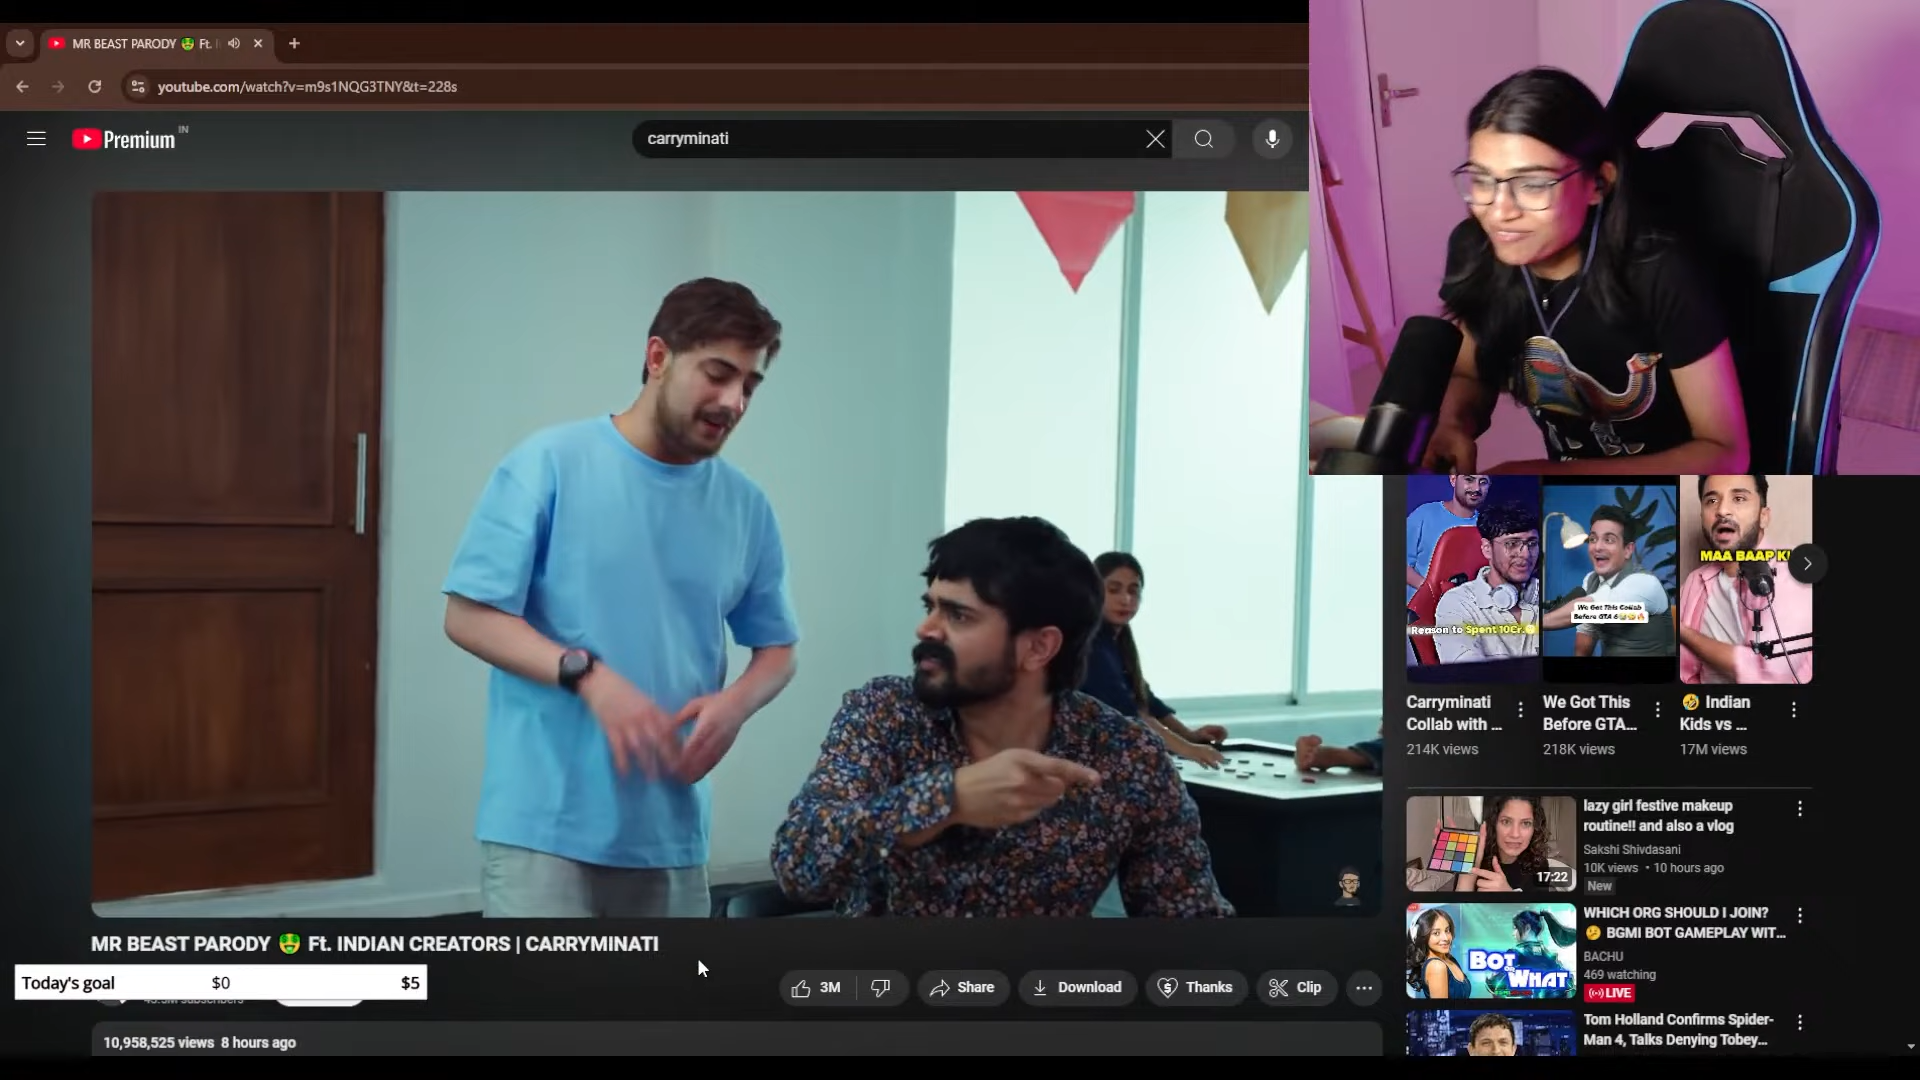 MR BEAST PARODY 🤑 Ft.
youtube.com/watch?v=m9s1NQG3TNY&t=228s
Premium IN
carryminati
Reason to Spent 10Cr.
We Got This Collab
Before GTA 6
MAA BAAP KI
Carryminati
Collab with ...
214K views
We Got This
Before GTA...
218K views
🤣 Indian
Kids vs ...
17M views
lazy girl festive makeup
routine!! and also a vlog
Sakshi Shivdasani
10K views • 10 hours ago
New
17:22
WHICH ORG SHOULD I JOIN?
🤔 BGMI BOT GAMEPLAY WIT...
BACHU
469 watching
LIVE
BOT
WHAT
Tom Holland Confirms Spider-
Man 4, Talks Denying Tobey...
MR BEAST PARODY 🤑 Ft. INDIAN CREATORS | CARRYMINATI
Today's goal $0 $5
3M
Share
Download
Thanks
Clip
10,958,525 views 8 hours ago